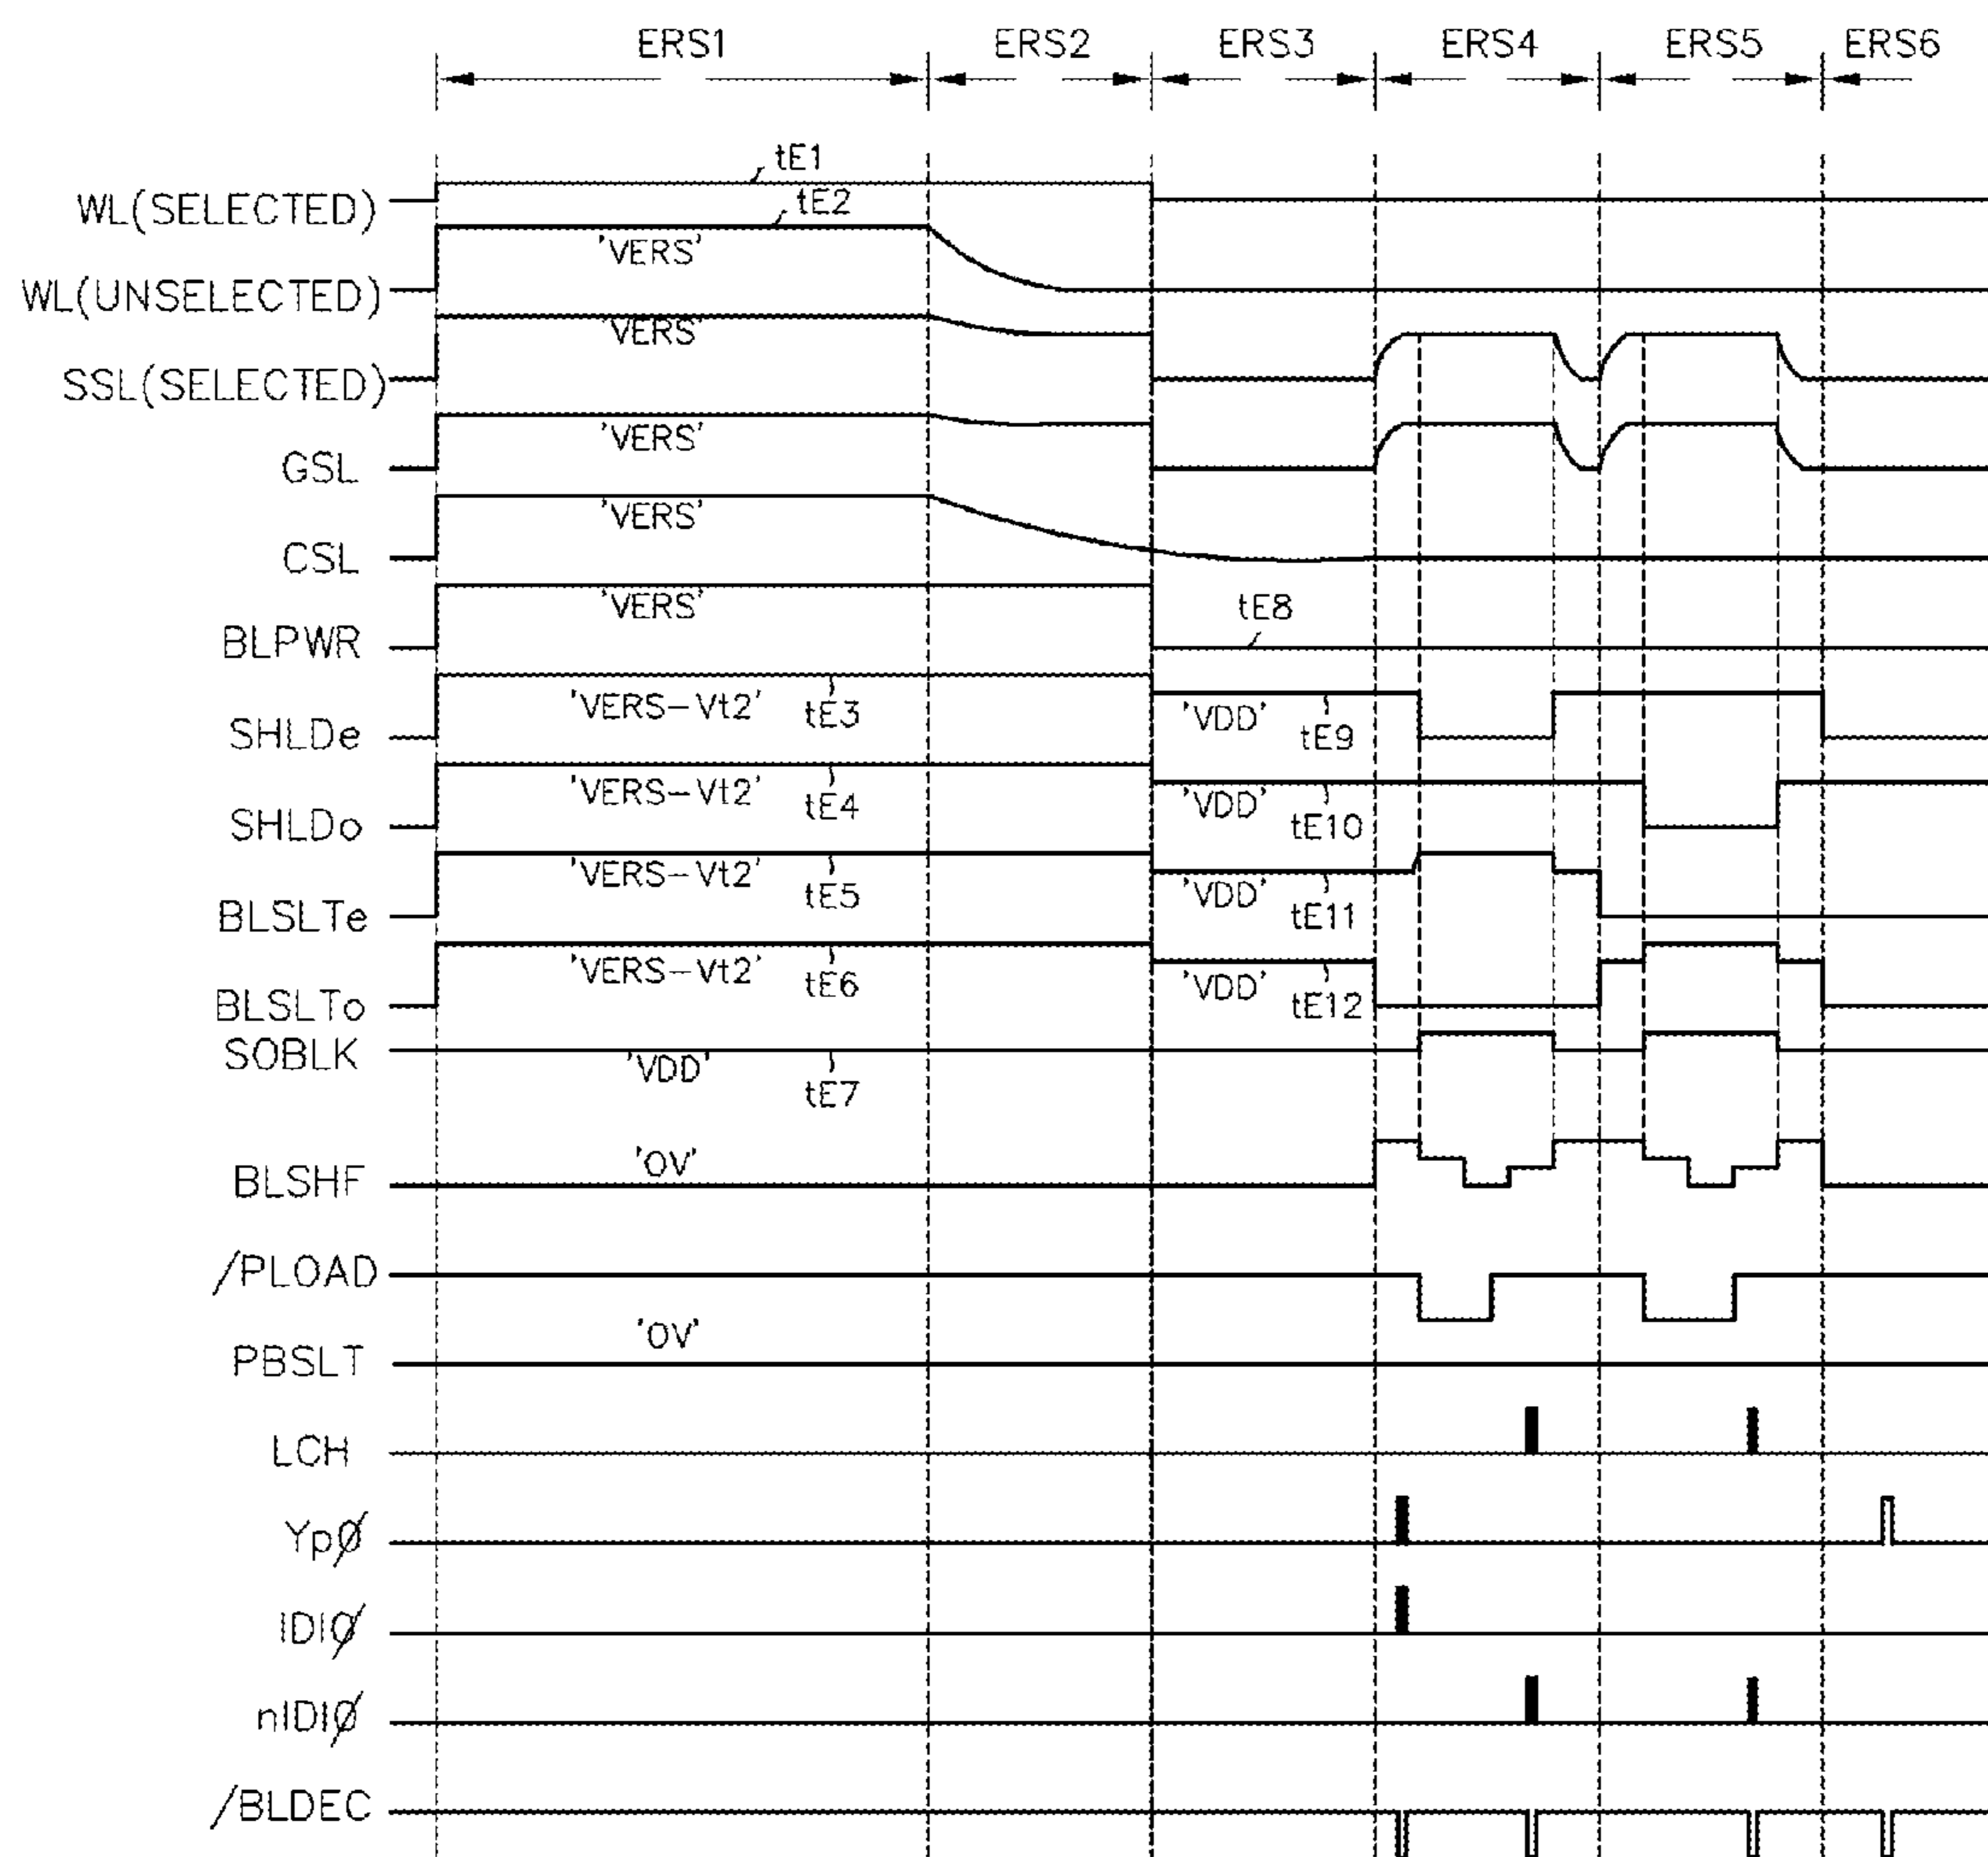 ERS1 ERS2 ERS3 ERS4 ERS5 ERS6
tE1
WL(SELECTED)
tE2
'VERS'
WL(UNSELECTED)
'VERS'
SSL(SELECTED)
'VERS'
GSL
'VERS'
CSL
'VERS'
tE8
BLPWR
'VERS-Vt2' tE3 'VDD' tE9
SHLDe
'VERS-Vt2' tE4 'VDD' tE10
SHLDo
'VERS-Vt2' tE5 'VDD' tE11
BLSLTe
'VERS-Vt2' tE6 'VDD' tE12
BLSLTo
SOBLK
'VDD' tE7
'0V'
BLSHF
/PLOAD
'0V'
PBSLT
LCH
YpØ
IDIØ
nIDIØ
/BLDEC